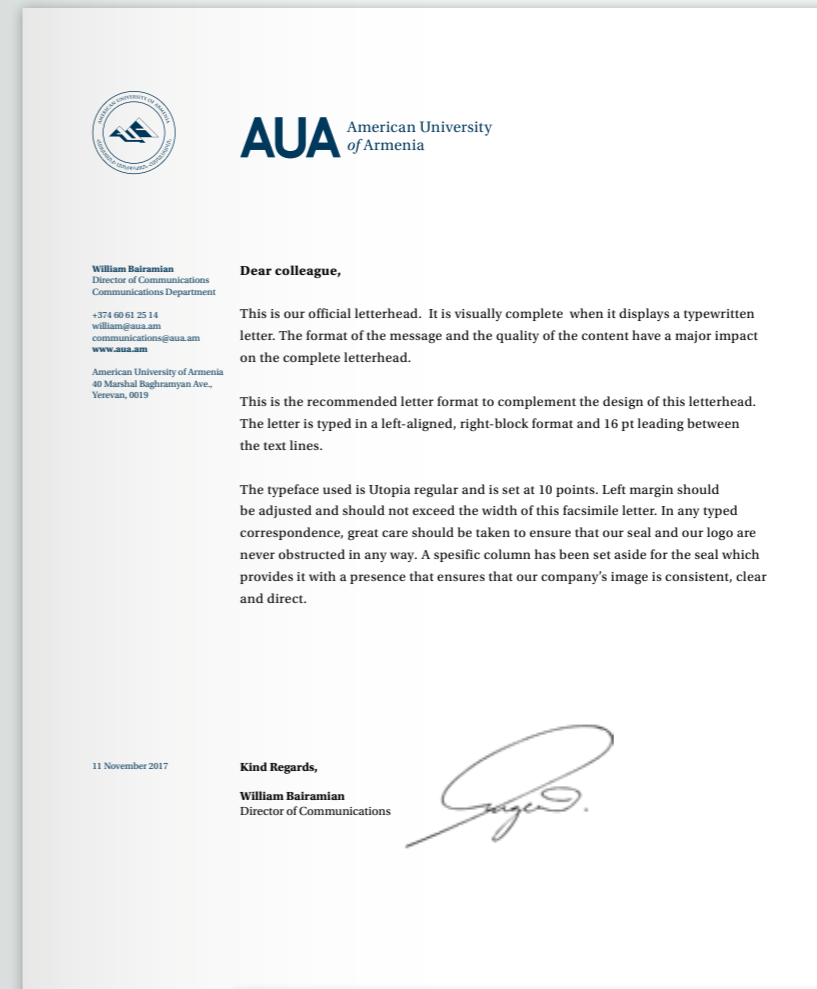 AMERICAN UNIVERSITY OF ARMENIA
AUA
American University
of Armenia
William Bairamian
Director of Communications
Communications Department
+374 60 61 25 14
william@aua.am
communications@aua.am
www.aua.am
American University of Armenia
40 Marshal Baghramyan Ave.,
Yerevan, 0019
Dear colleague,
This is our official letterhead.  It is visually complete  when it displays a typewritten
letter. The format of the message and the quality of the content have a major impact
on the complete letterhead.
This is the recommended letter format to complement the design of this letterhead.
The letter is typed in a left-aligned, right-block format and 16 pt leading between
the text lines.
The typeface used is Utopia regular and is set at 10 points. Left margin should
be adjusted and should not exceed the width of this facsimile letter. In any typed
correspondence, great care should be taken to ensure that our seal and our logo are
never obstructed in any way. A spesific column has been set aside for the seal which
provides it with a presence that ensures that our company’s image is consistent, clear
and direct.
11 November 2017
Kind Regards,
William Bairamian
Director of Communications